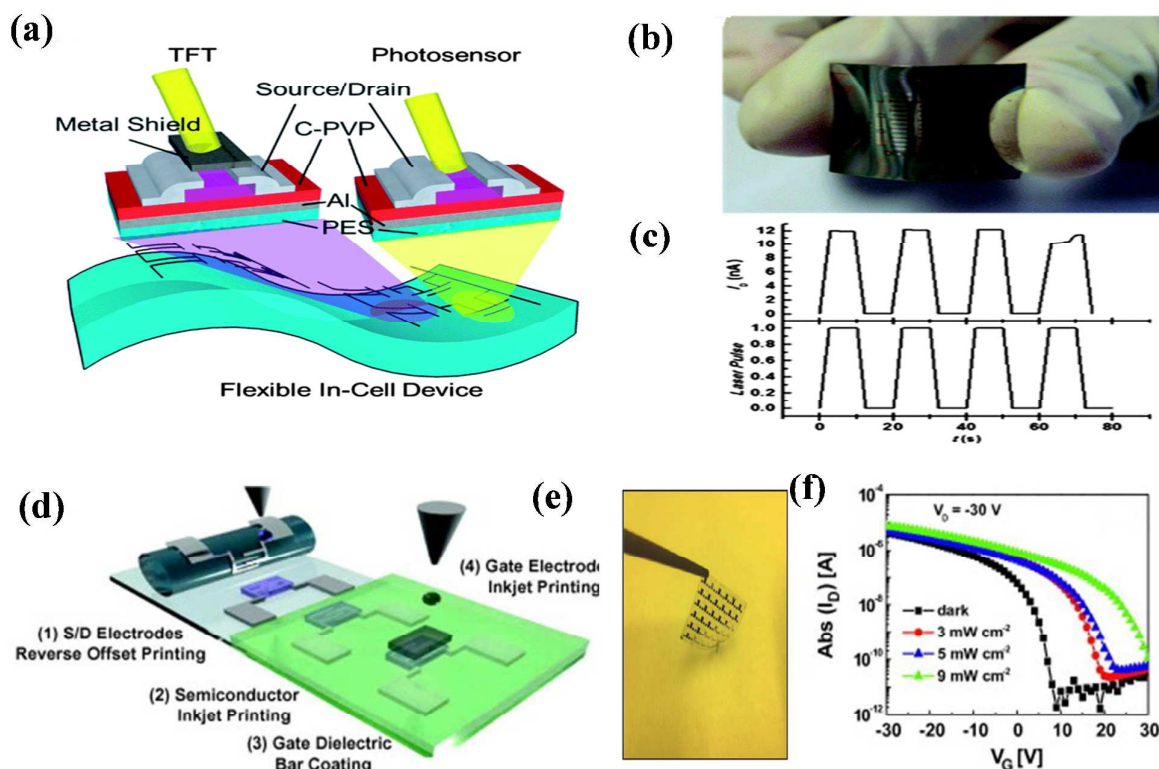 (a)
TFT
Photosensor
Source/Drain
Metal Shield
C-PVP
Al
PES
Flexible In-Cell Device
(b)
(c)
I_D (nA)
12
10
8
6
4
2
0
Laser Pulse
1.0
0.8
0.6
0.4
0.2
0.0
0 20 40 60 80
t(s)
(d)
(1) S/D Electrodes
Reverse Offset Printing
(2) Semiconductor
Inkjet Printing
(3) Gate Dielectric
Bar Coating
(4) Gate Electrode
Inkjet Printing
(e)
(f)
V_D = -30 V
Abs (I_D) [A]
10^-4
10^-6
10^-8
10^-10
10^-12
dark
3 mW cm^-2
5 mW cm^-2
9 mW cm^-2
-30 -20 -10 0 10 20 30
V_G [V]